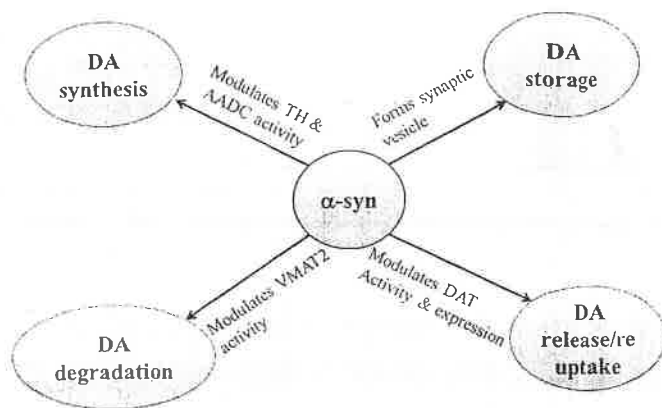 DA
synthesis
DA
storage
Modulates TH &
AADC activity
Forms synaptic
vesicle
α-syn
Modulates VMAT2
activity
Modulates DAT
Activity & expression
DA
degradation
DA
release/re
uptake